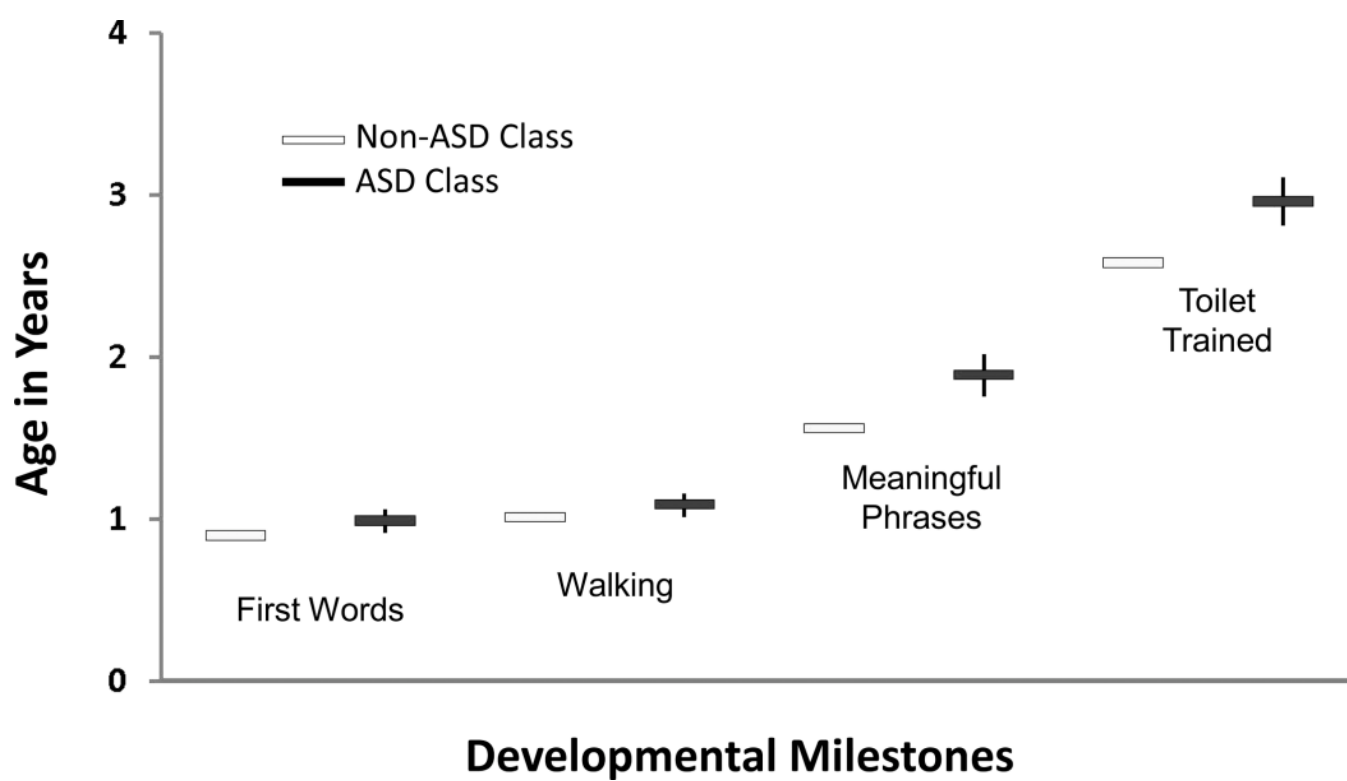 4
Non-ASD Class
ASD Class
3
Toilet
Trained
2
Meaningful
Phrases
1
Walking
First Words
0
Age in Years
Developmental Milestones